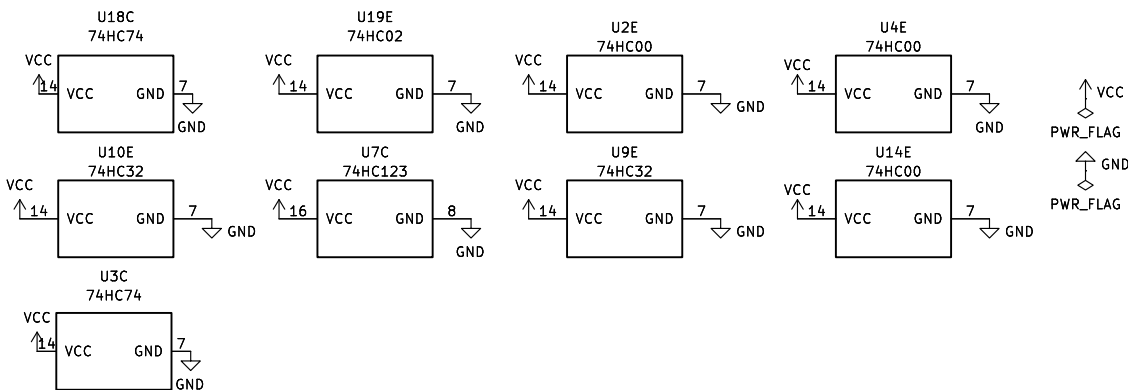 U18C
74HC74
VCC
14 VCC GND 7
GND
U19E
74HC02
VCC
14 VCC GND 7
GND
U2E
74HC00
VCC
14 VCC GND 7
GND
U4E
74HC00
VCC
14 VCC GND 7
GND
VCC
PWR_FLAG
U10E
74HC32
VCC
14 VCC GND 7
GND
U7C
74HC123
VCC
16 VCC GND 8
GND
U9E
74HC32
VCC
14 VCC GND 7
GND
U14E
74HC00
VCC
14 VCC GND 7
GND
GND
PWR_FLAG
U3C
74HC74
VCC
14 VCC GND 7
GND